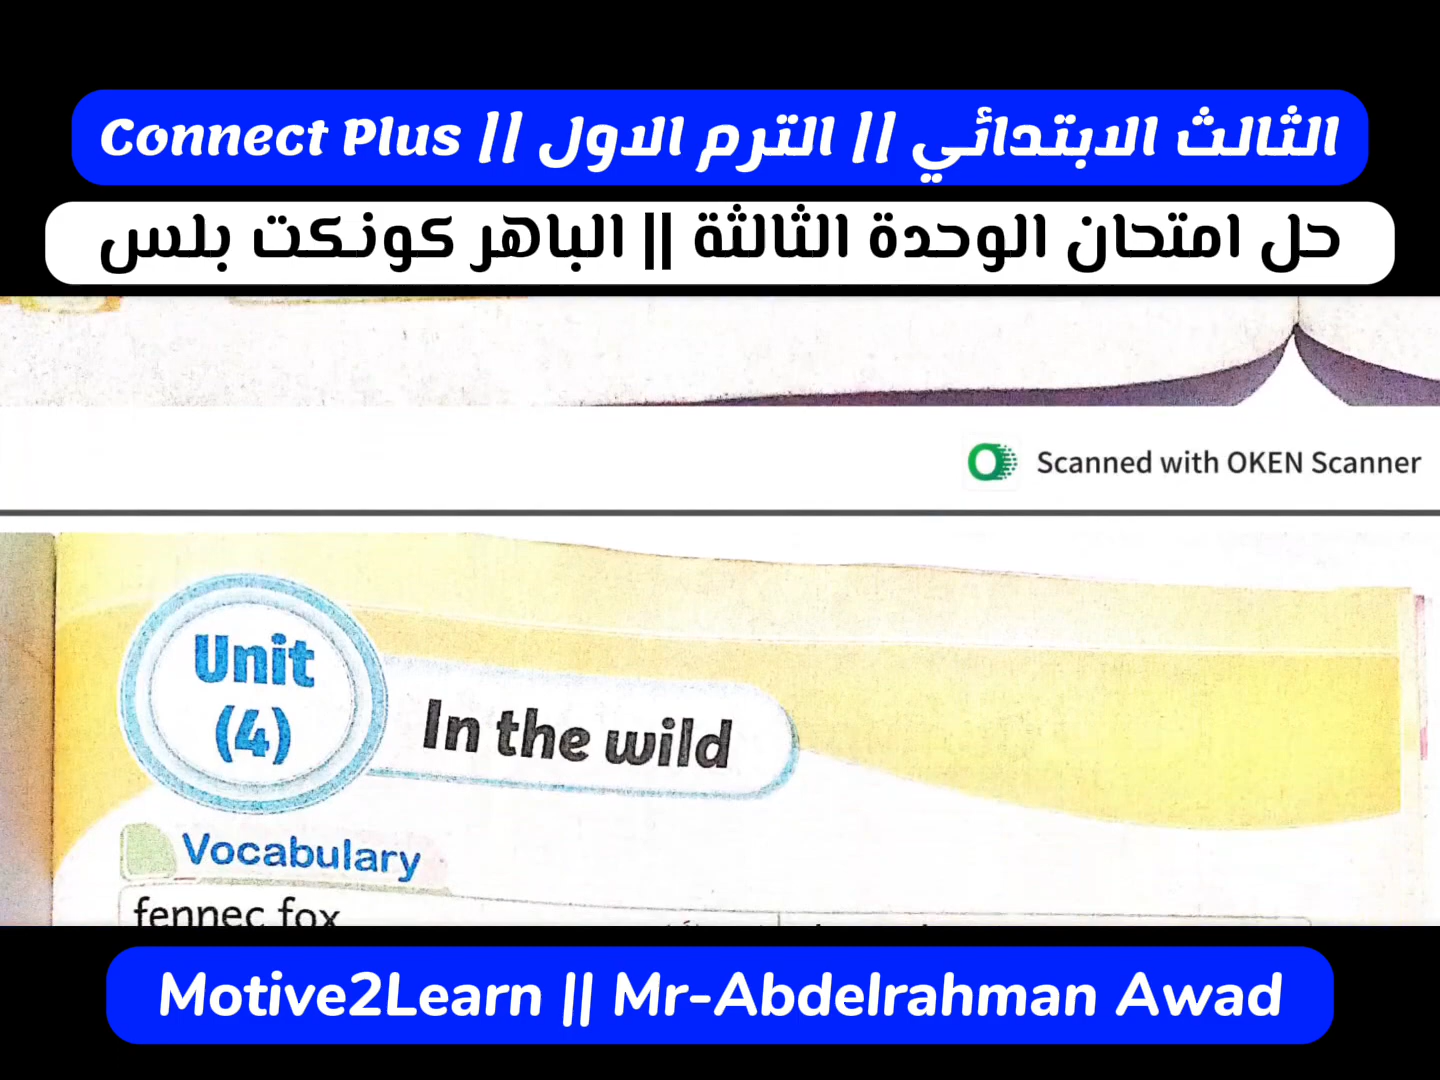 الثالث الابتدائي || الترم الاول || Connect Plus
حل امتحان الوحدة الثالثة || الباهر كونكت بلس
Scanned with OKEN Scanner
Unit
(4)
In the wild
Vocabulary
fennec fox
Motive2Learn || Mr-Abdelrahman Awad